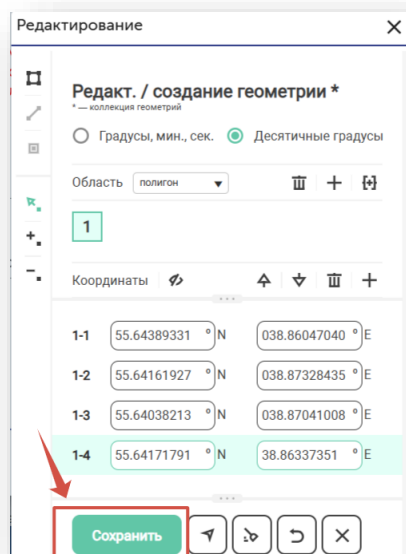 Редактирование
Редакт. / создание геометрии *
* — коллекция геометрий
Градусы, мин., сек. Десятичные градусы
Область полигон
1
Координаты
1-1 55.64389331 ° N 038.86047040 ° E
1-2 55.64161927 ° N 038.87328435 ° E
1-3 55.64038213 ° N 038.87041008 ° E
1-4 55.64171791 ° N 38.86337351 ° E
Сохранить